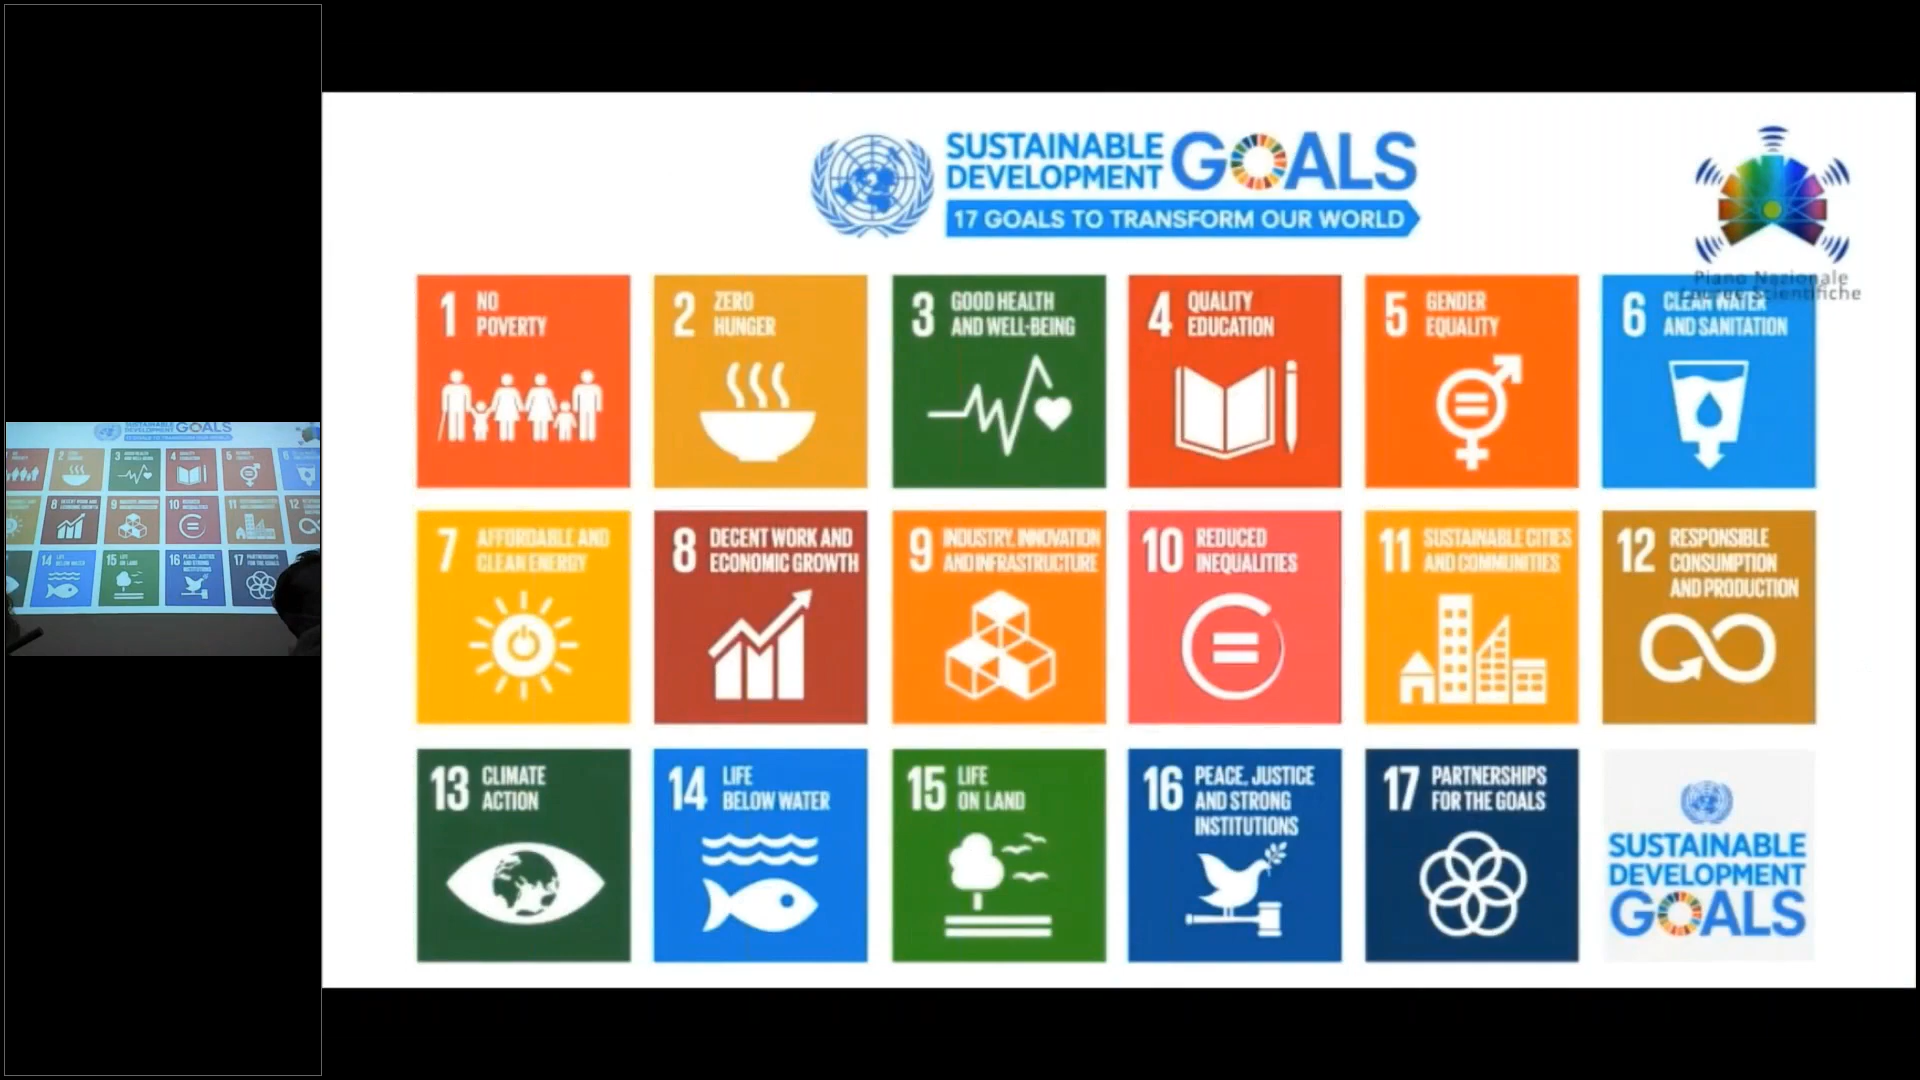 SUSTAINABLE
DEVELOPMENT GOALS
17 GOALS TO TRANSFORM OUR WORLD
Piano Nazionale
Scientifiche
1 NO
POVERTY
2 ZERO
HUNGER
3 GOOD HEALTH
AND WELL-BEING
4 QUALITY
EDUCATION
5 GENDER
EQUALITY
6 CLEAN WATER
AND SANITATION
7 AFFORDABLE AND
CLEAN ENERGY
8 DECENT WORK AND
ECONOMIC GROWTH
9 INDUSTRY, INNOVATION
AND INFRASTRUCTURE
10 REDUCED
INEQUALITIES
11 SUSTAINABLE CITIES
AND COMMUNITIES
12 RESPONSIBLE
CONSUMPTION
AND PRODUCTION
13 CLIMATE
ACTION
14 LIFE
BELOW WATER
15 LIFE
ON LAND
16 PEACE, JUSTICE
AND STRONG
INSTITUTIONS
17 PARTNERSHIPS
FOR THE GOALS
SUSTAINABLE
DEVELOPMENT
GOALS